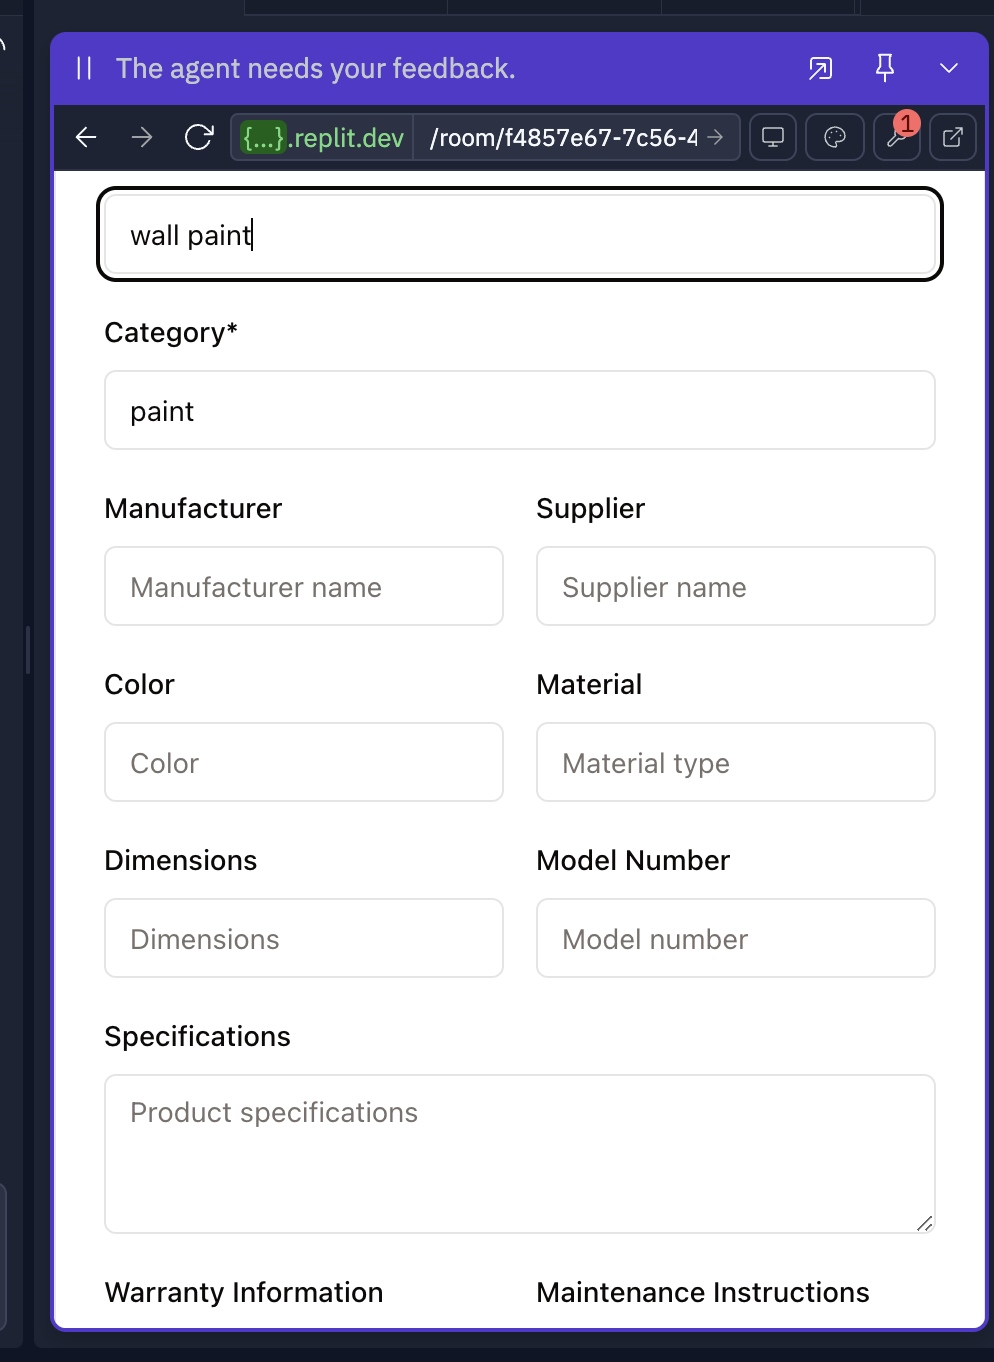 The agent needs your feedback.
{...}.replit.dev /room/f4857e67-7c56-4
1
wall paint
Category*
paint
Manufacturer Supplier
Manufacturer name Supplier name
Color Material
Color Material type
Dimensions Model Number
Dimensions Model number
Specifications
Product specifications
Warranty Information Maintenance Instructions